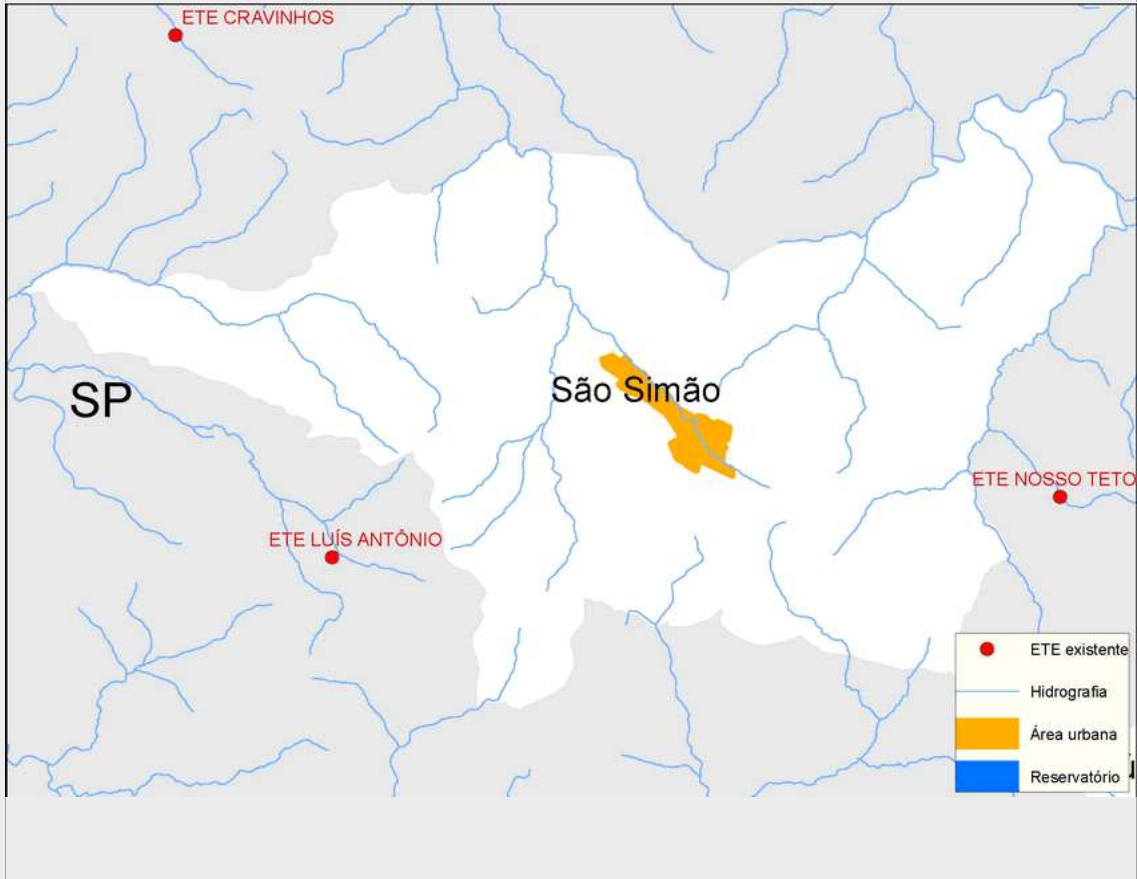 ETE CRAVINHOS
São Simão
SP
ETE NOSSO TETO
ETE LUÍS ANTÔNIO
ETE existente
Hidrografia
Área urbana
Reservatório